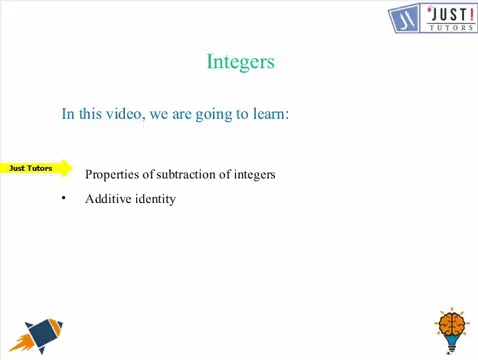 JUST!
TUTORS
Integers
In this video, we are going to learn:
Just Tutors
Properties of subtraction of integers
• Additive identity